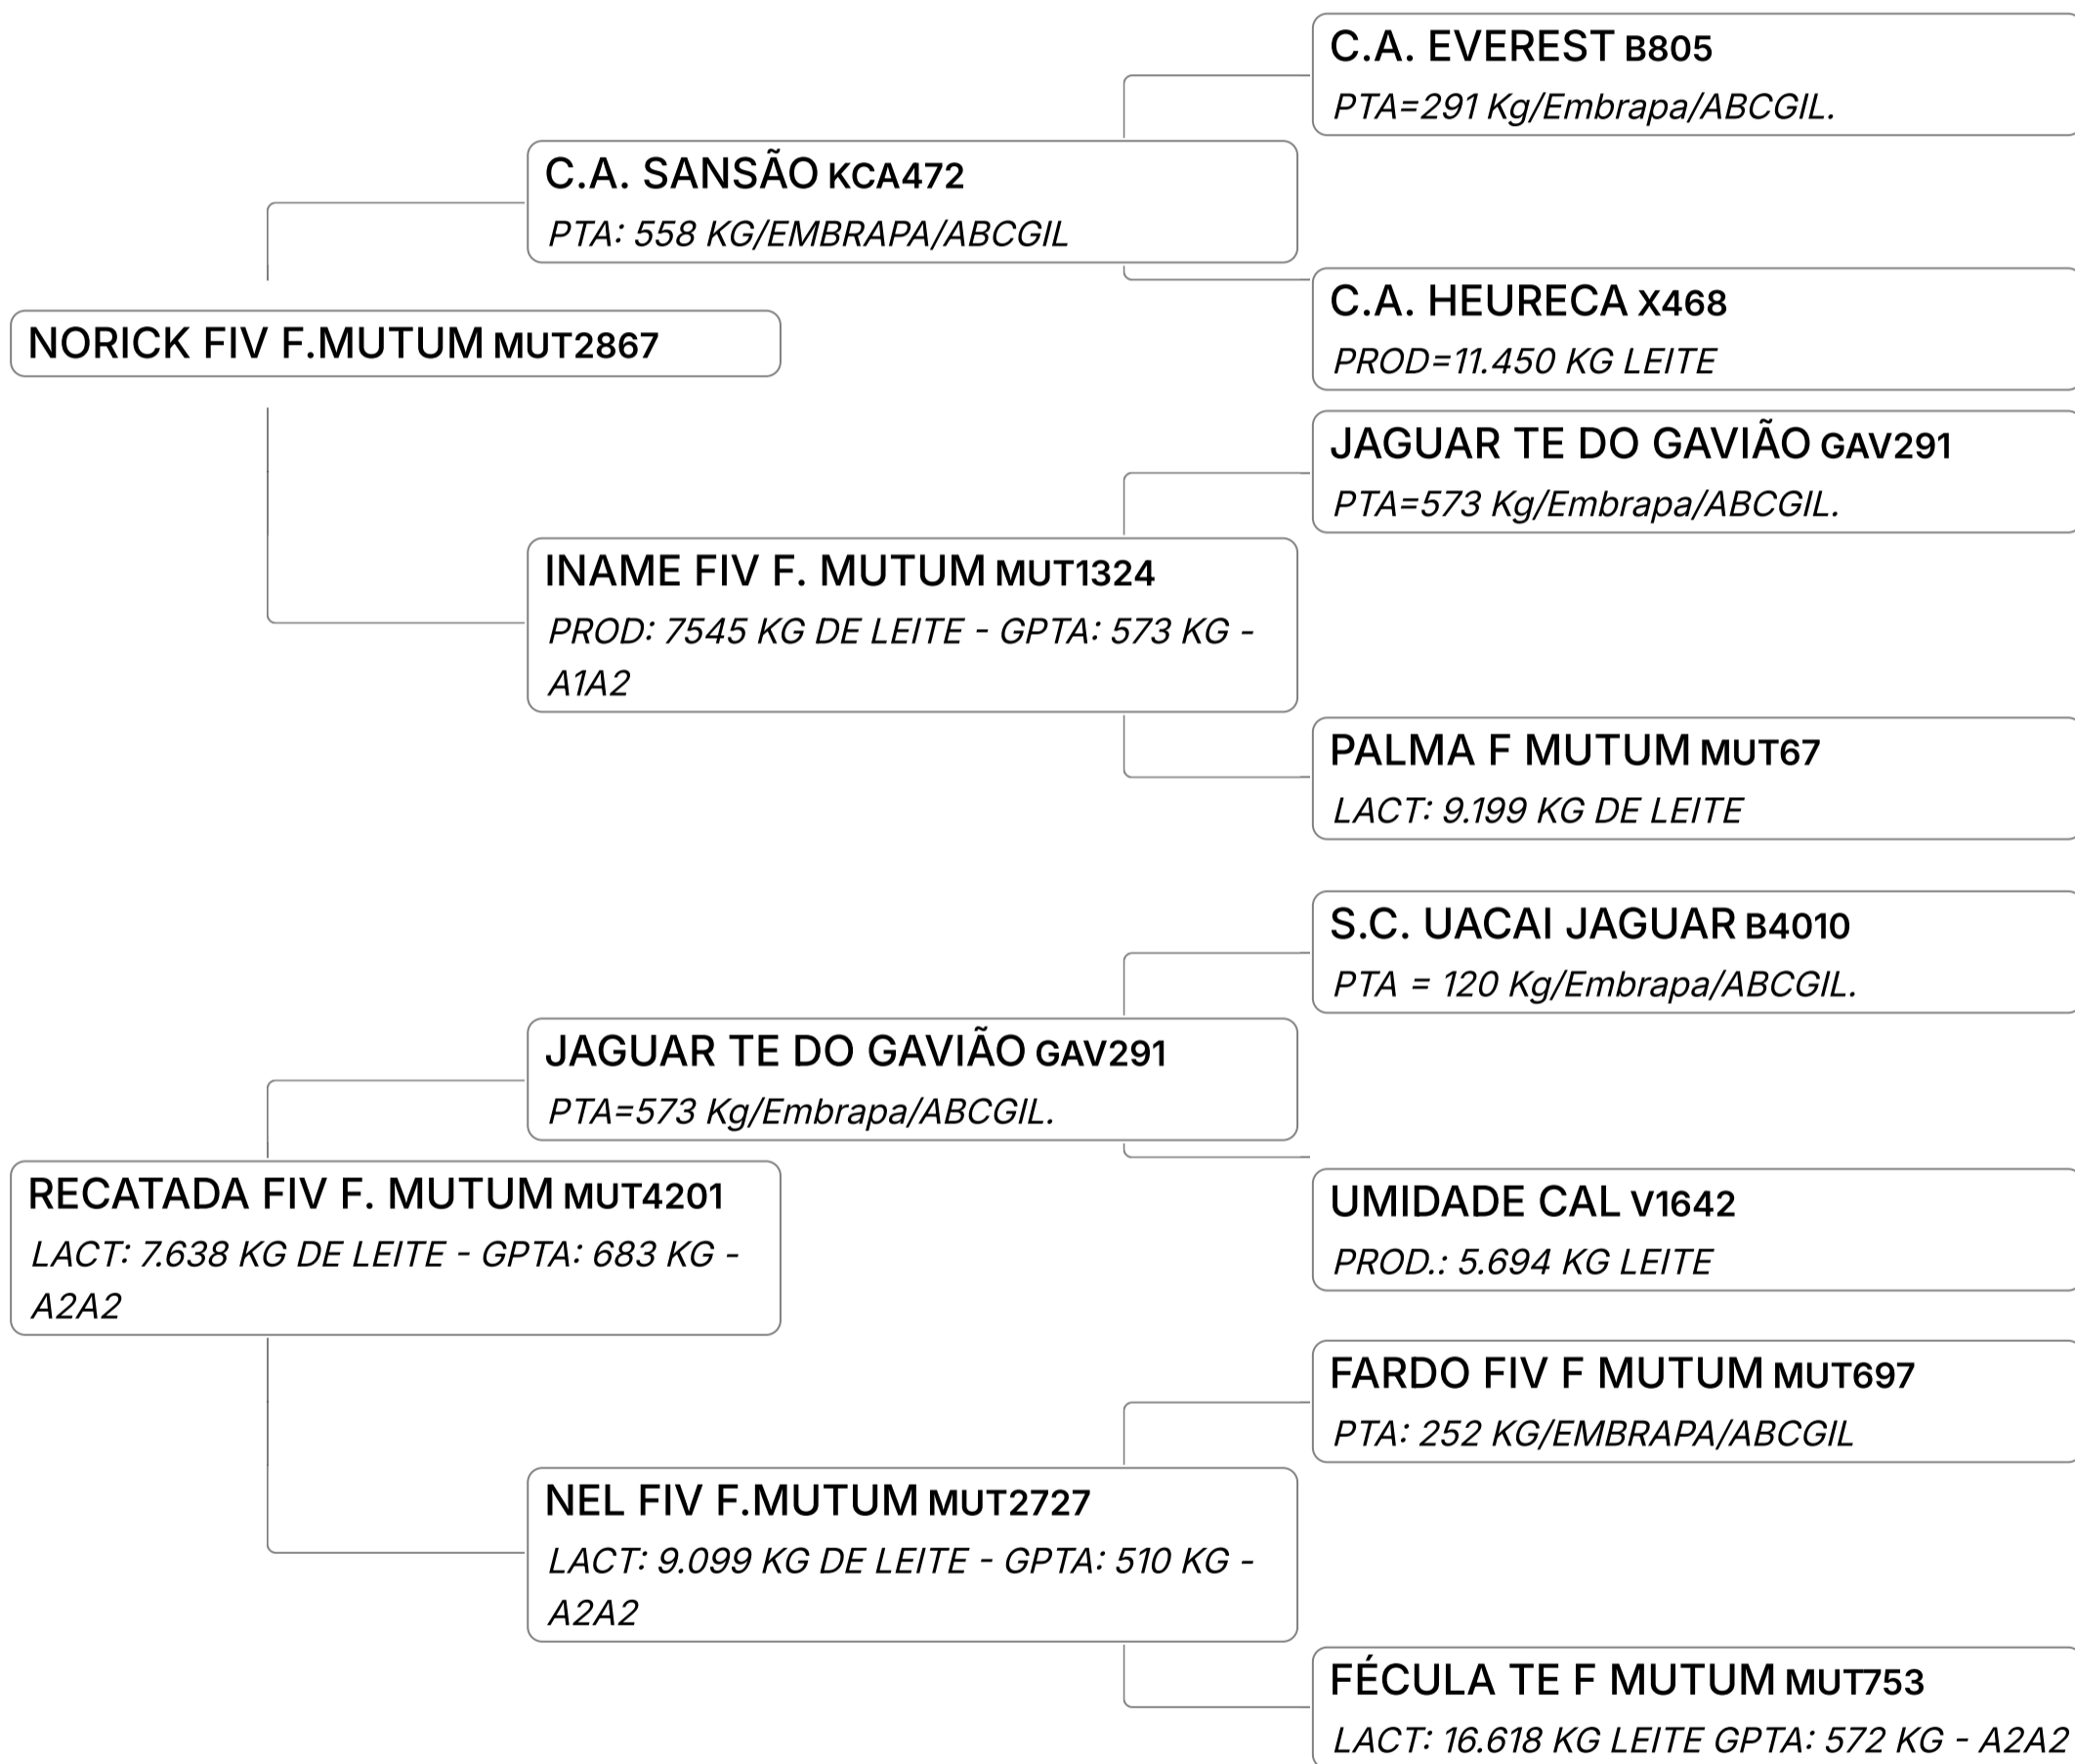 C.A. EVEREST B805
PTA=291 Kg/Embrapa/ABCGIL.
C.A. SANSÃO KCA472
PTA: 558 KG/EMBRAPA/ABCGIL
C.A. HEURECA X468
PROD=11.450 KG LEITE
NORICK FIV F.MUTUM MUT2867
JAGUAR TE DO GAVIÃO GAV291
PTA=573 Kg/Embrapa/ABCGIL.
INAME FIV F. MUTUM MUT1324
PROD: 7545 KG DE LEITE - GPTA: 573 KG -
A1A2
PALMA F MUTUM MUT67
LACT: 9.199 KG DE LEITE
S.C. UACAI JAGUAR B4010
PTA = 120 Kg/Embrapa/ABCGIL.
JAGUAR TE DO GAVIÃO GAV291
PTA=573 Kg/Embrapa/ABCGIL.
RECATADA FIV F. MUTUM MUT4201
LACT: 7.638 KG DE LEITE - GPTA: 683 KG -
A2A2
UMIDADE CAL V1642
PROD.: 5.694 KG LEITE
FARDO FIV F MUTUM MUT697
PTA: 252 KG/EMBRAPA/ABCGIL
NEL FIV F.MUTUM MUT2727
LACT: 9.099 KG DE LEITE - GPTA: 510 KG -
A2A2
FÉCULA TE F MUTUM MUT753
LACT: 16.618 KG LEITE GPTA: 572 KG - A2A2